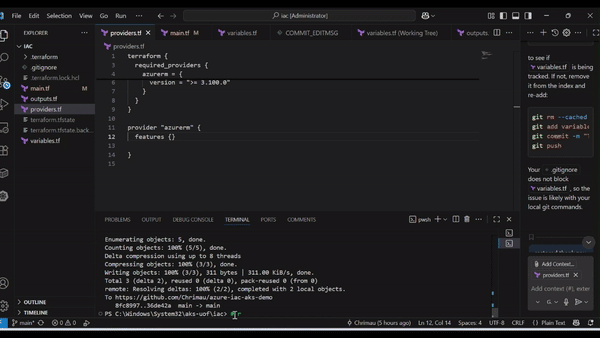 File Edit Selection View Go Run
iac [Administrator]
EXPLORER
IAC
.terraform
.gitignore
.terraform.lock.hcl
main.tf M
outputs.tf
providers.tf
terraform.tfstate
terraform.tfstate.back...
variables.tf
OUTLINE
TIMELINE
providers.tf main.tf M variables.tf COMMIT_EDITMSG variables.tf (Working Tree) outputs.
providers.tf
1 terraform {
3 required_providers {
4 azurerm = {
6 version = ">= 3.100.0"
7 }
8 }
9 }
10
11 provider "azurerm" {
12 features {}
13
14 }
15
PROBLEMS OUTPUT DEBUG CONSOLE TERMINAL PORTS COMMENTS
pwsh
Enumerating objects: 5, done.
Counting objects: 100% (5/5), done.
Delta compression using up to 8 threads
Compressing objects: 100% (3/3), done.
Writing objects: 100% (3/3), 311 bytes | 311.00 KiB/s, done.
Total 3 (delta 2), reused 0 (delta 0), pack-reused 0 (from 0)
remote: Resolving deltas: 100% (2/2), completed with 2 local objects.
To https://github.com/Chrimau/azure-iac-aks-demo
8fc8997..36de42a main -> main
PS C:\Windows\System32\aks-uof\iac>
to see if
variables.tf is
being
tracked. If not, remove
it from the index and
re-add:
git rm --cached
git add variabl
git commit -m "
git push
Your .gitignore
does not block
variables.tf, so the
issue is likely with your
local git commands.
Add Context...
providers.tf
Add context (#), exter
main* 0 0 Chrimau (5 hours ago) Ln 12, Col 14 Spaces: 4 UTF-8 CRLF {} Plain Text